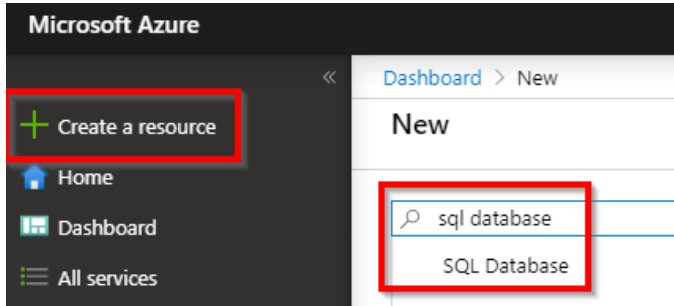 Microsoft Azure
«
Create a resource
Home
Dashboard
All services
Dashboard > New
New
sql database
SQL Database